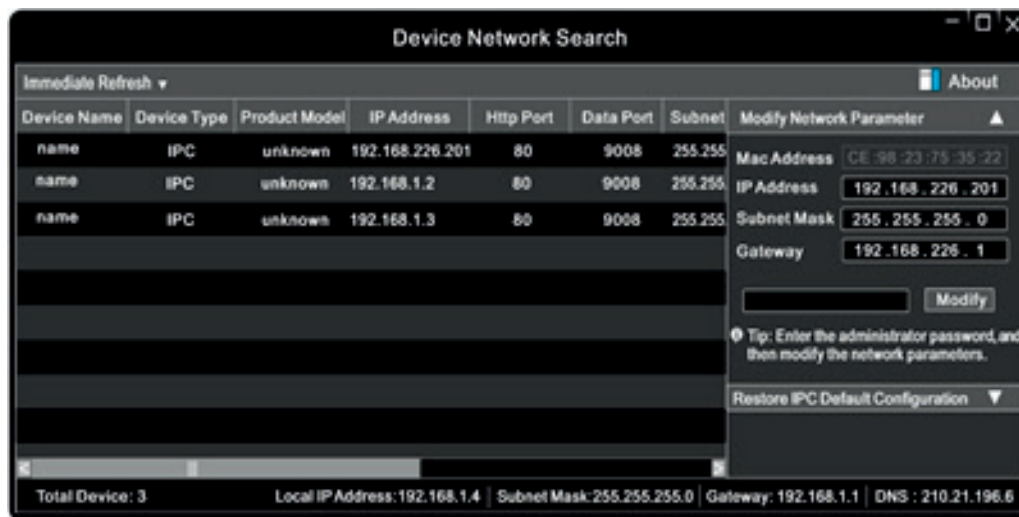 Device Network Search
Immediate Refresh
About
Device Name Device Type Product Model IP Address Http Port Data Port Subnet
name IPC unknown 192.168.226.201 80 9008 255.255
name IPC unknown 192.168.1.2 80 9008 255.255.
name IPC unknown 192.168.1.3 80 9008 255.255.
Modify Network Parameter
Mac Address CE:98:23:75:35:22
IP Address 192.168.226.201
Subnet Mask 255.255.255.0
Gateway 192.168.226.1
Modify
Tip: Enter the administrator password, and
then modify the network parameters.
Restore IPC Default Configuration
Total Device: 3 Local IP Address:192.168.1.4 Subnet Mask:255.255.255.0 Gateway: 192.168.1.1 DNS : 210.21.196.6